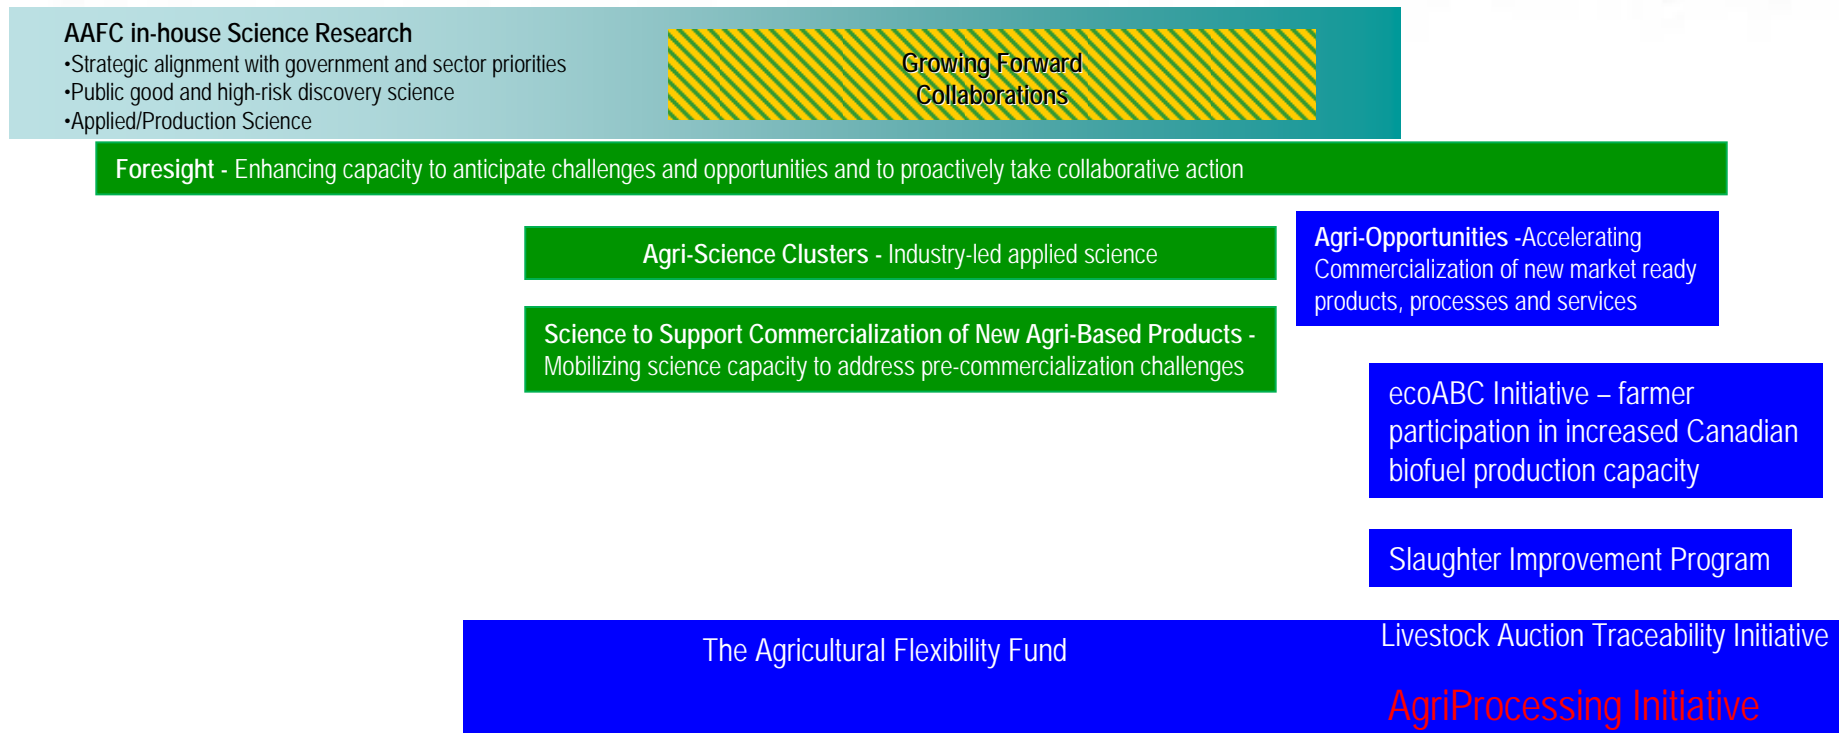 AAFC in-house Science Research
•Strategic alignment with government and sector priorities
•Public good and high-risk discovery science
•Applied/Production Science
Growing Forward
Collaborations
Foresight - Enhancing capacity to anticipate challenges and opportunities and to proactively take collaborative action
Agri-Science Clusters - Industry-led applied science
Agri-Opportunities -Accelerating
Commercialization of new market ready
products, processes and services
Science to Support Commercialization of New Agri-Based Products -
Mobilizing science capacity to address pre-commercialization challenges
ecoABC Initiative – farmer
participation in increased Canadian
biofuel production capacity
Slaughter Improvement Program
The Agricultural Flexibility Fund
Livestock Auction Traceability Initiative
AgriProcessing Initiative